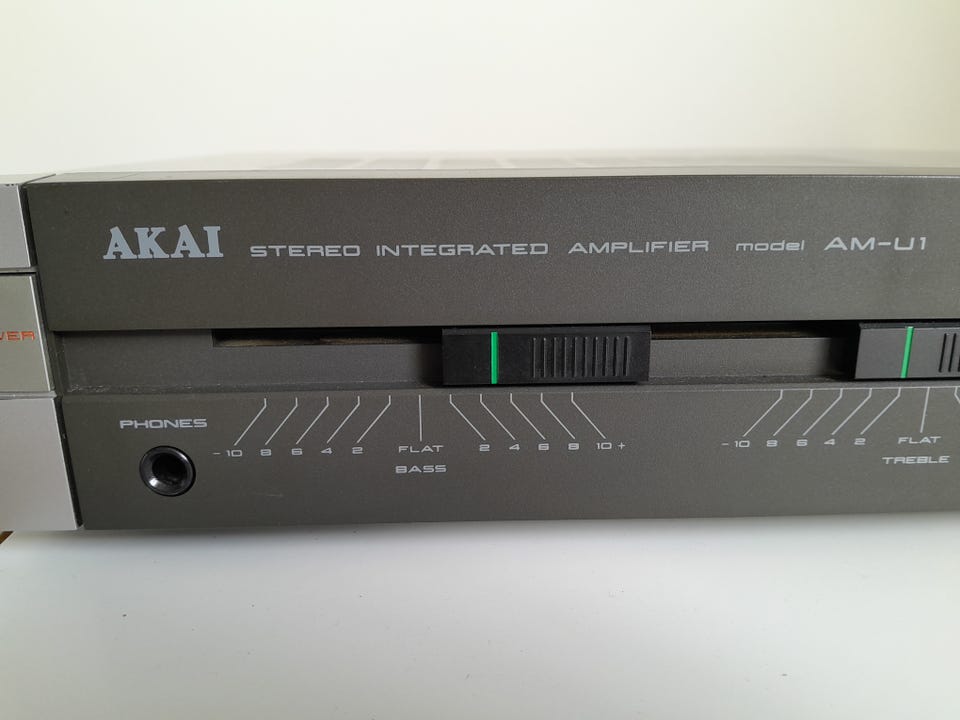 AKAI STEREO INTEGRATED AMPLIFIER model AM-U1
PHONES
-10 8 6 4 2 FLAT 2 4 6 8 10+
BASS
-10 8 6 4 2 FLAT
TREBLE